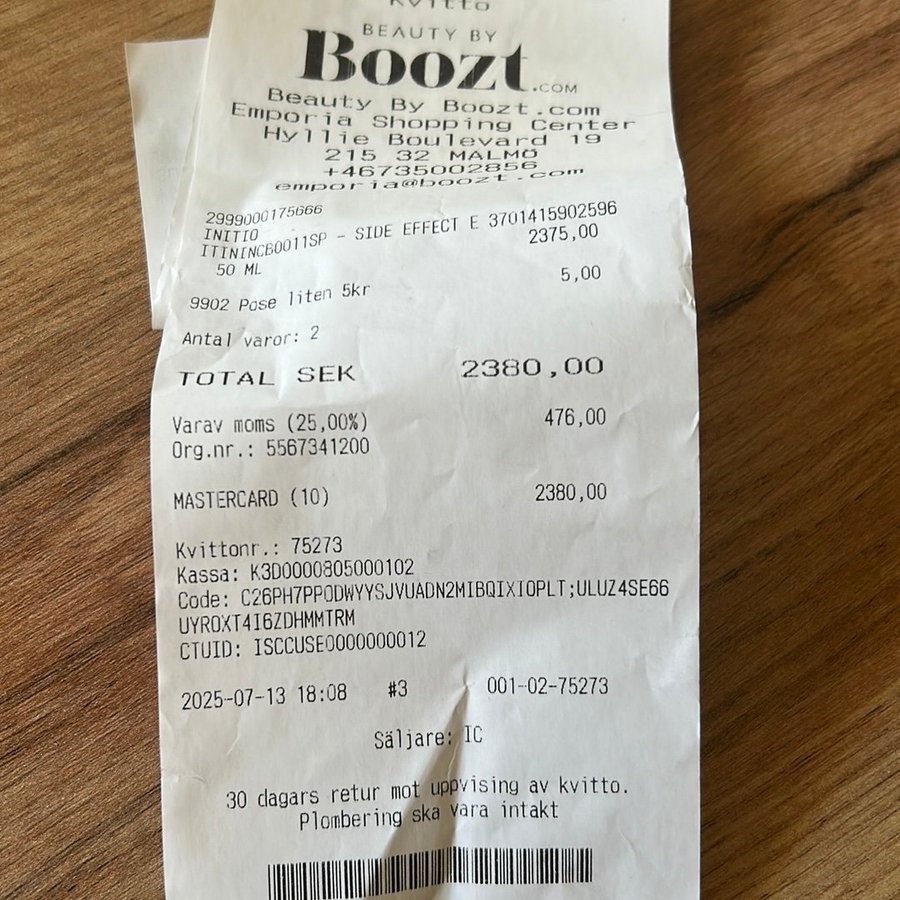 Kvitto
BEAUTY BY
Boozt.COM
Beauty By Boozt.com
Emporia Shopping Center
Hyllie Boulevard 19
215 32 MALMÖ
+46735002856
emporia@boozt.com
2999000175666
INITIO
ITININCB0011SP - SIDE EFFECT E 3701415902596
50 ML 2375,00
9902 Pose liten 5kr 5,00
Antal varor: 2
TOTAL SEK 2380,00
Varav moms (25,00%) 476,00
Org.nr.: 5567341200
MASTERCARD (10) 2380,00
Kvittonr.: 75273
Kassa: K3D0000805000102
Code: C26PH7PPODWYYSJVUADN2MIBQIXIOPLT;ULUZ4SE66
UYROXT4I6ZDHMMTRM
CTUID: ISCCUSE0000000012
2025-07-13 18:08 #3 001-02-75273
Säljare: IC
30 dagars retur mot uppvising av kvitto.
Plombering ska vara intakt